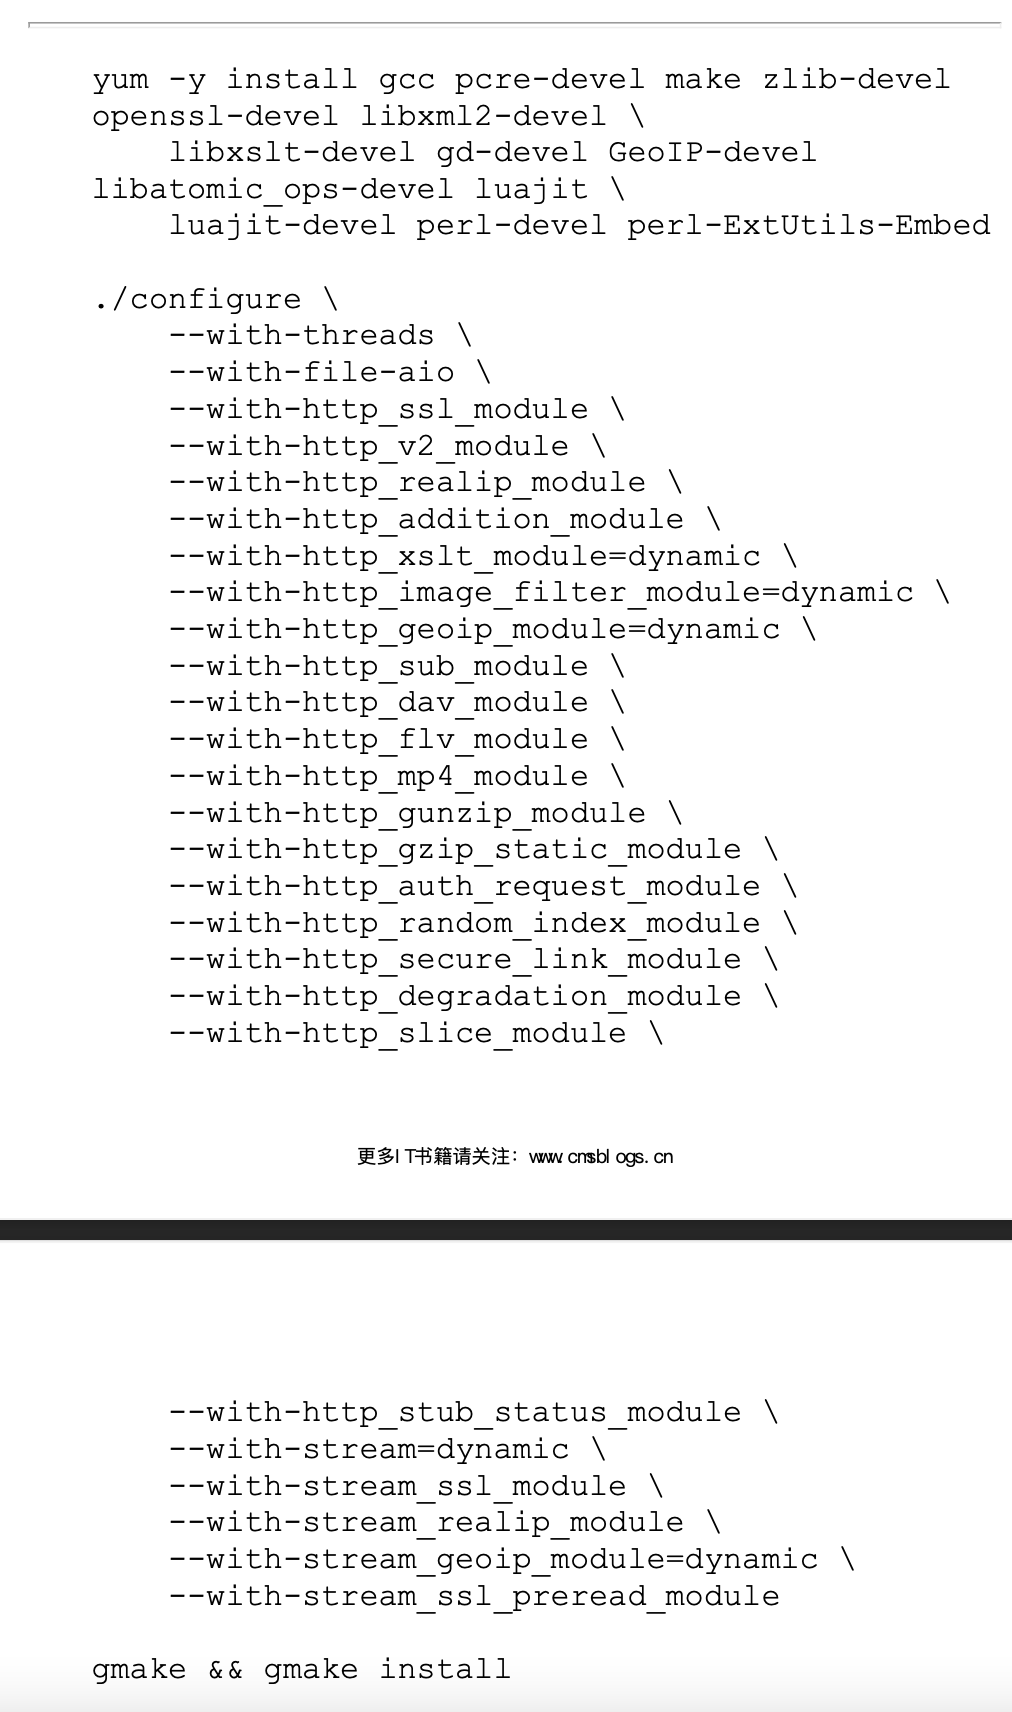 yum -y install gcc pcre-devel make zlib-devel
openssl-devel libxml2-devel \
    libxslt-devel gd-devel GeoIP-devel
libatomic_ops-devel luajit \
    luajit-devel perl-devel perl-ExtUtils-Embed

./configure \
    --with-threads \
    --with-file-aio \
    --with-http_ssl_module \
    --with-http_v2_module \
    --with-http_realip_module \
    --with-http_addition_module \
    --with-http_xslt_module=dynamic \
    --with-http_image_filter_module=dynamic \
    --with-http_geoip_module=dynamic \
    --with-http_sub_module \
    --with-http_dav_module \
    --with-http_flv_module \
    --with-http_mp4_module \
    --with-http_gunzip_module \
    --with-http_gzip_static_module \
    --with-http_auth_request_module \
    --with-http_random_index_module \
    --with-http_secure_link_module \
    --with-http_degradation_module \
    --with-http_slice_module \
更多IT书籍请关注：www.cmsblogs.cn
    --with-http_stub_status_module \
    --with-stream=dynamic \
    --with-stream_ssl_module \
    --with-stream_realip_module \
    --with-stream_geoip_module=dynamic \
    --with-stream_ssl_preread_module

gmake && gmake install